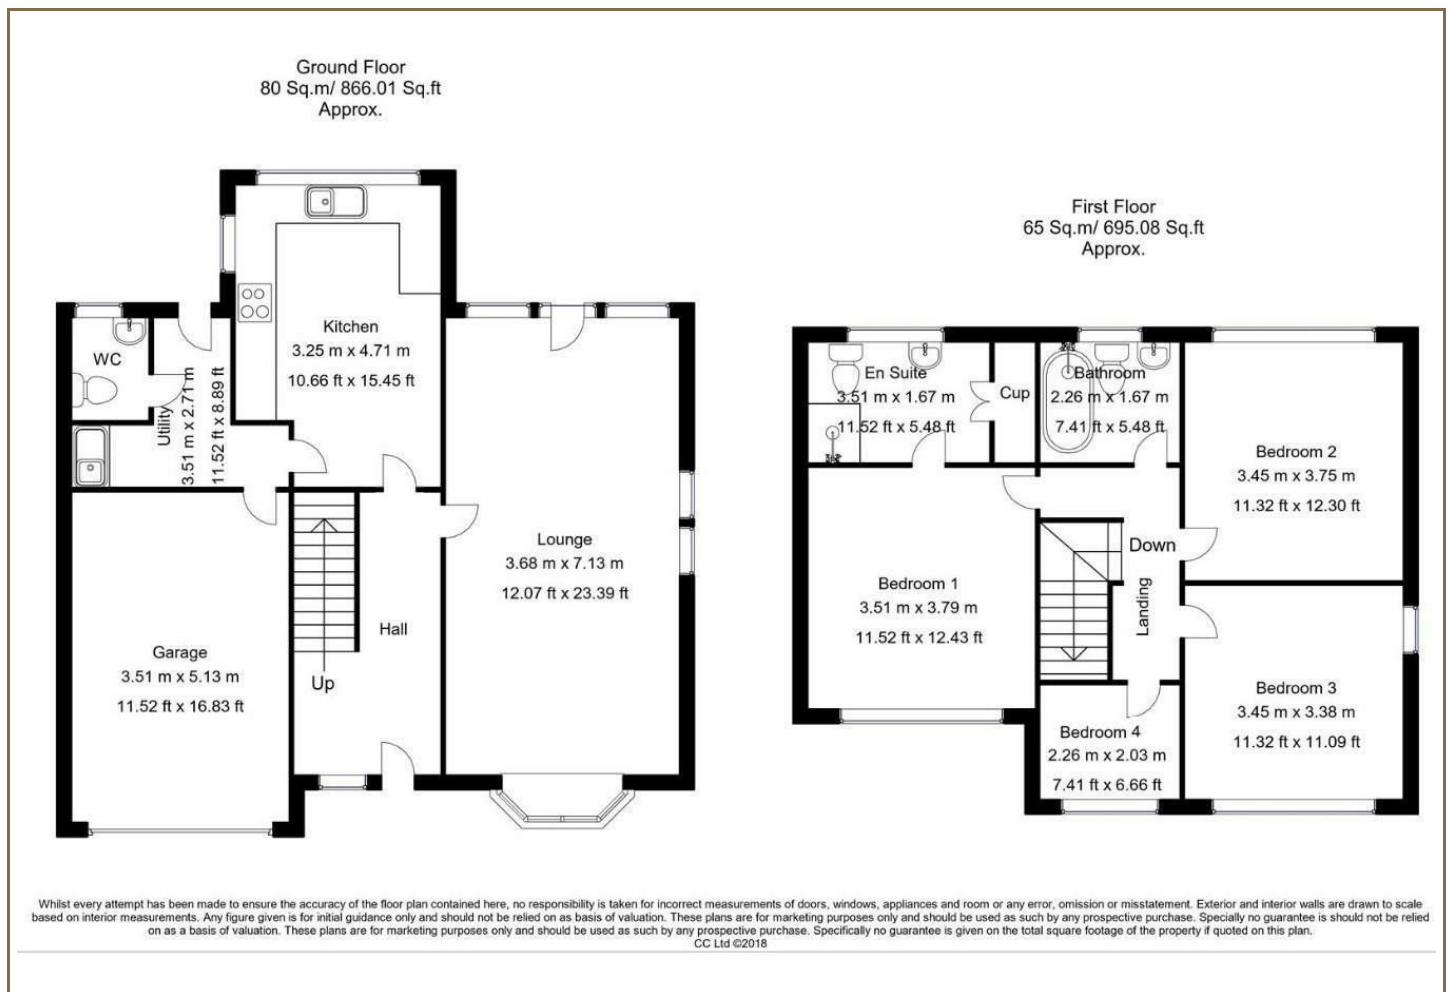 Ground Floor
80 Sq.m/ 866.01 Sq.ft
Approx.
Kitchen
3.25 m x 4.71 m
10.66 ft x 15.45 ft
WC
Utility
3.51 m x 2.71 m
11.52 ft x 8.89 ft
Lounge
3.68 m x 7.13 m
12.07 ft x 23.39 ft
Hall
Up
Garage
3.51 m x 5.13 m
11.52 ft x 16.83 ft
First Floor
65 Sq.m/ 695.08 Sq.ft
Approx.
En Suite
3.51 m x 1.67 m
11.52 ft x 5.48 ft
Cup
Bathroom
2.26 m x 1.67 m
7.41 ft x 5.48 ft
Bedroom 2
3.45 m x 3.75 m
11.32 ft x 12.30 ft
Down
Landing
Bedroom 1
3.51 m x 3.79 m
11.52 ft x 12.43 ft
Bedroom 3
3.45 m x 3.38 m
11.32 ft x 11.09 ft
Bedroom 4
2.26 m x 2.03 m
7.41 ft x 6.66 ft
Whilst every attempt has been made to ensure the accuracy of the floor plan contained here, no responsibility is taken for incorrect measurements of doors, windows, appliances and room or any error, omission or misstatement. Exterior and interior walls are drawn to scale
based on interior measurements. Any figure given is for initial guidance only and should not be relied on as basis of valuation. These plans are for marketing purposes only and should be used as such by any prospective purchase. Specially no guarantee is should not be relied
on as a basis of valuation. These plans are for marketing purposes only and should be used as such by any prospective purchase. Specifically no guarantee is given on the total square footage of the property if quoted on this plan.
CC Ltd ©2018